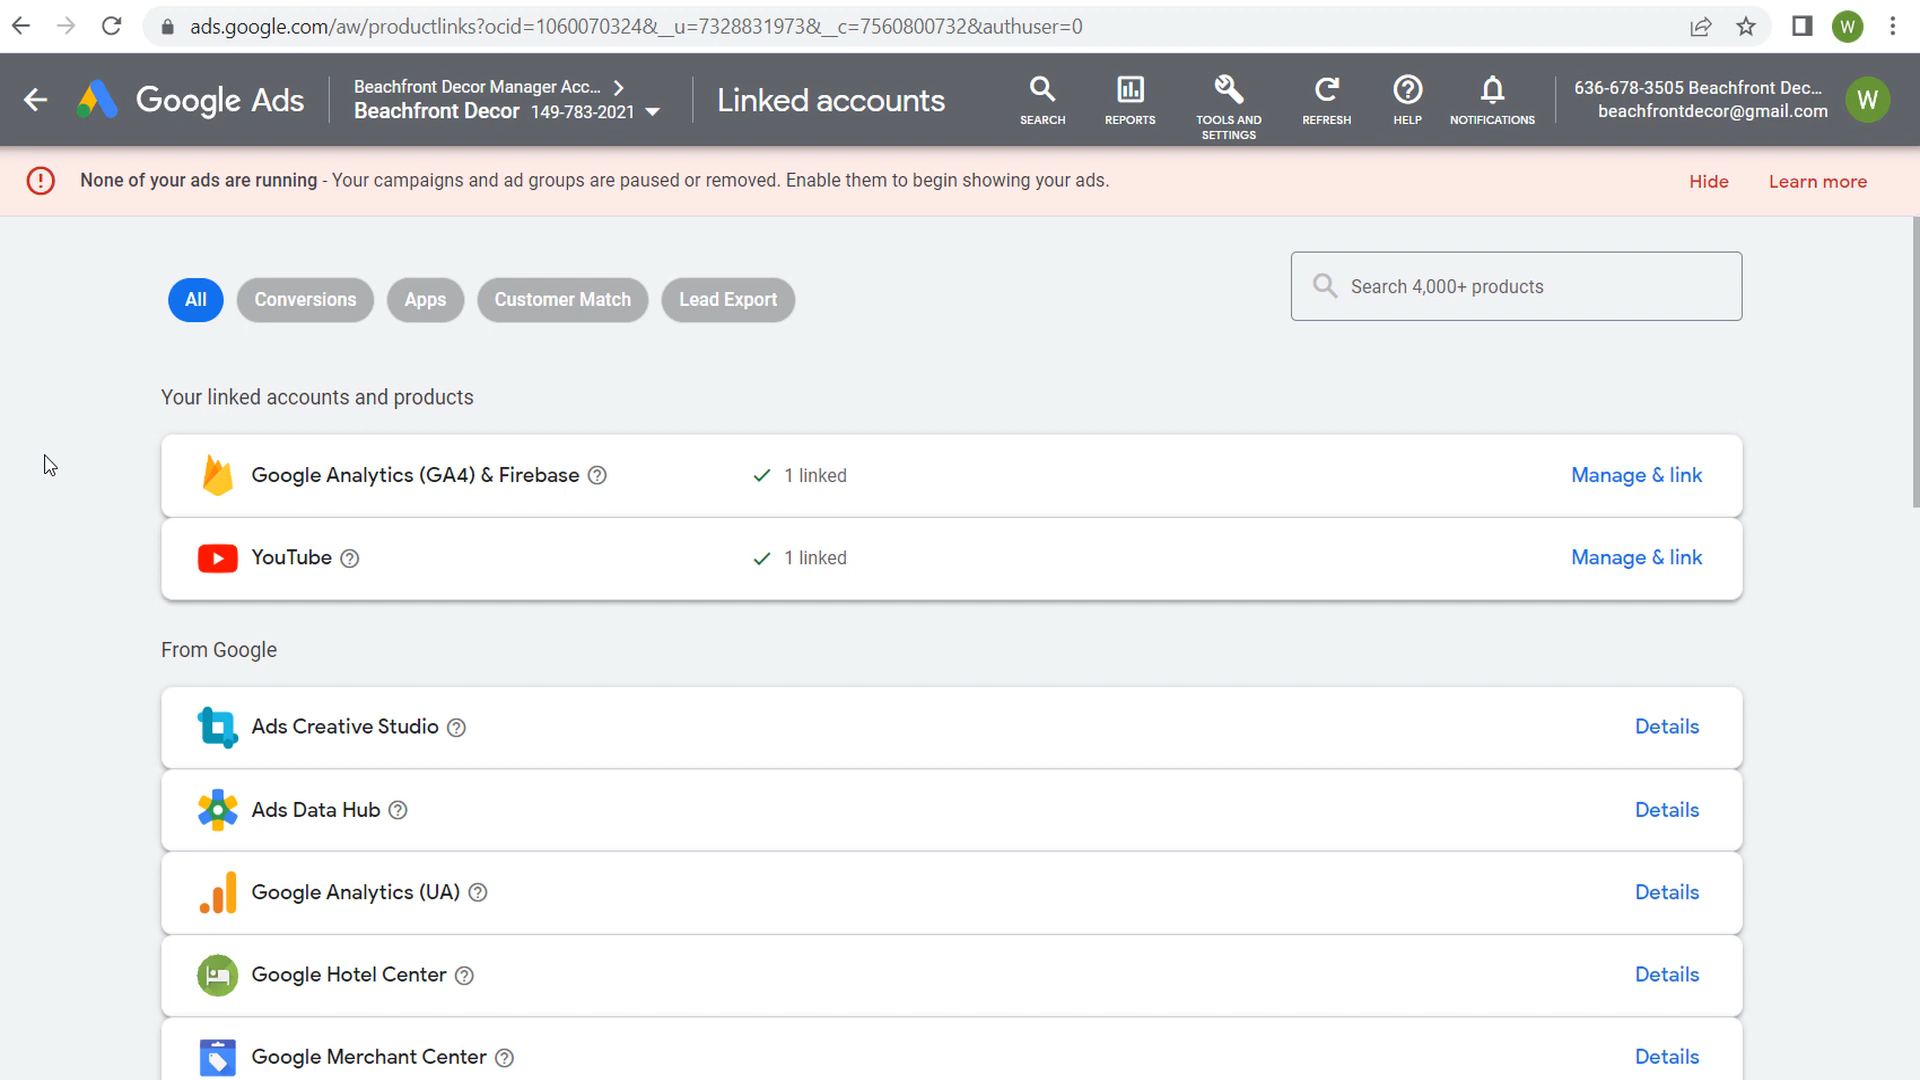 ads.google.com/aw/productlinks?ocid=1060070324&__u=7328831973&__c=7560800732&authuser=0
W
Google Ads
Beachfront Decor Manager Acc...
Beachfront Decor 149-783-2021
Linked accounts
SEARCH
REPORTS
TOOLS AND
SETTINGS
REFRESH
HELP
NOTIFICATIONS
636-678-3505 Beachfront Dec...
beachfrontdecor@gmail.com
W
None of your ads are running - Your campaigns and ad groups are paused or removed. Enable them to begin showing your ads.
Hide
Learn more
All
Conversions
Apps
Customer Match
Lead Export
Search 4,000+ products
Your linked accounts and products
Google Analytics (GA4) & Firebase
1 linked
Manage & link
YouTube
1 linked
Manage & link
From Google
Ads Creative Studio
Details
Ads Data Hub
Details
Google Analytics (UA)
Details
Google Hotel Center
Details
Google Merchant Center
Details